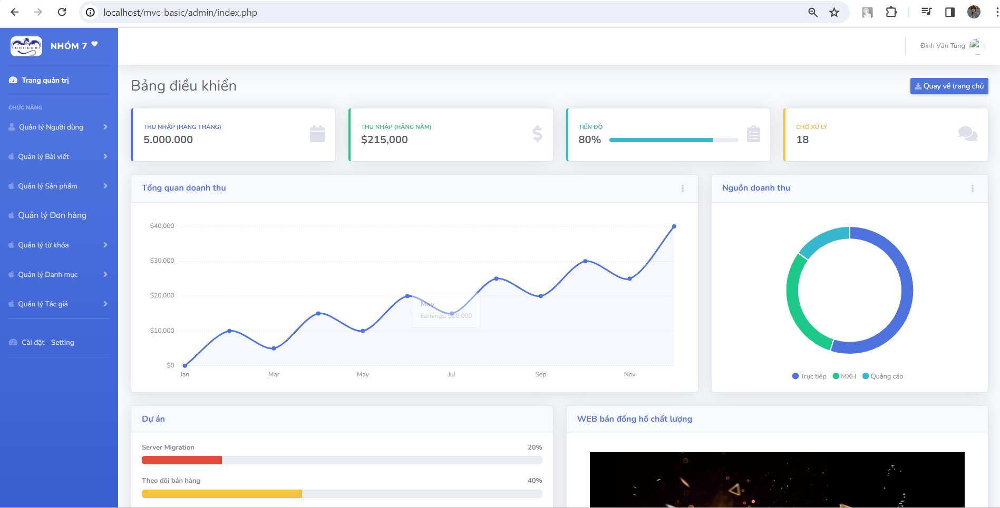 localhost/mvc-basic/admin/index.php
DRAGON
NHÓM 7
Đinh Văn Tùng
Trang quản trị
CHỨC NĂNG
Quản lý Người dùng
Quản lý Bài viết
Quản lý Sản phẩm
Quản lý Đơn hàng
Quản lý từ khóa
Quản lý Danh mục
Quản lý Tác giả
Cài đặt - Setting
Bảng điều khiển
Quay về trang chủ
THU NHẬP (HÀNG THÁNG)
5.000.000
THU NHẬP (HẰNG NĂM)
$215,000
TIẾN ĐỘ
80%
CHỜ XỬ LÝ
18
Tổng quan doanh thu
$40,000
$30,000
$20,000
$10,000
$0
Jan
Mar
May
Jul
Sep
Nov
May
Earnings: $10,000
Nguồn doanh thu
Trực tiếp
MXH
Quảng cáo
Dự án
Server Migration
20%
Theo dõi bán hàng
40%
WEB bán đồng hồ chất lượng